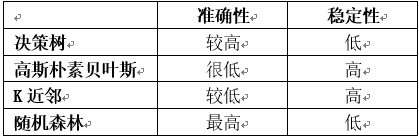 准确性 稳定性
决策树 较高 低
高斯朴素贝叶斯 很低 高
K 近邻 较低 高
随机森林 最高 低